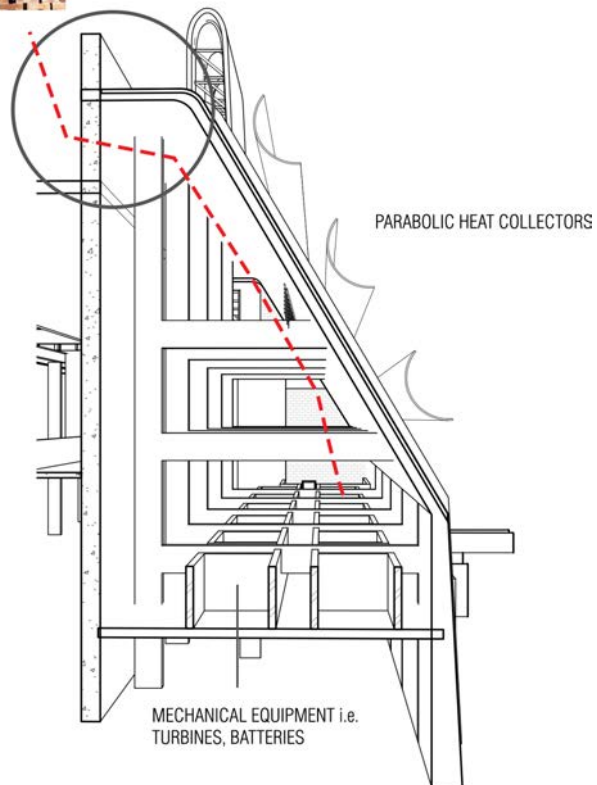 PARABOLIC HEAT COLLECTORS
MECHANICAL EQUIPMENT i.e.
TURBINES, BATTERIES